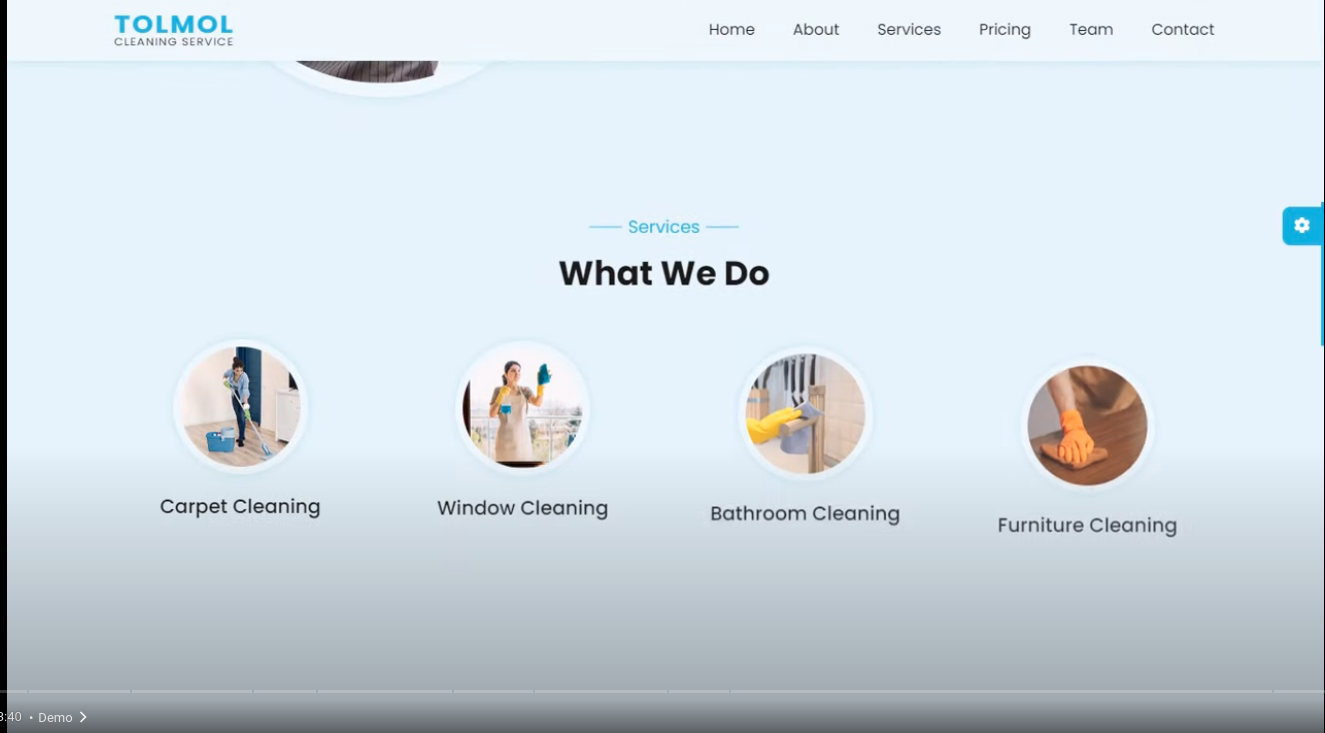 TOLMOL
CLEANING SERVICE
Home About Services Pricing Team Contact
Services
What We Do
Carpet Cleaning
Window Cleaning
Bathroom Cleaning
Furniture Cleaning
:40 • Demo